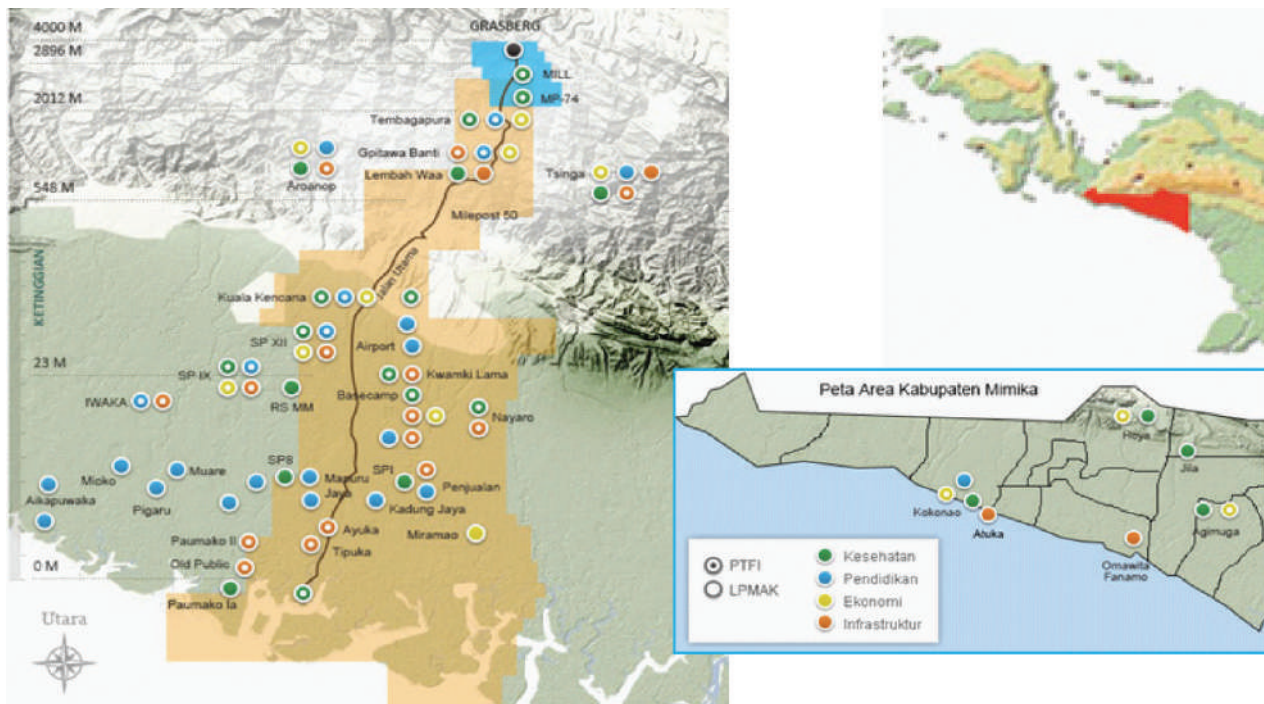 4000 M
GRASBERG
2896 M
MILL
2012 M
MP-74
Tembagapura
Gpitawa Banti
Lembah Waa
Tsinga
Aroanop
548 M
Milepost 50
KETINGGIAN
Jalan Utama
Kuala Kencana
SP XII
Airport
23 M
SP IX
Kwamki Lama
RS MM
Basecamp
IWAKA
Nayaro
SP8
SPI
Mioko
Muare
Mapuru
Jaya
Penjualan
Aikapuwaka
Pigaru
Kadung Jaya
Ayuka
Miramao
Paumako II
Tipuka
Old Public
0 M
Paumako Ia
Utara
Peta Area Kabupaten Mimika
Hoya
Jila
Kokonao
Atuka
Agimuga
Omawita
Fanamo
PTFI
LPMAK
Kesehatan
Pendidikan
Ekonomi
Infrastruktur